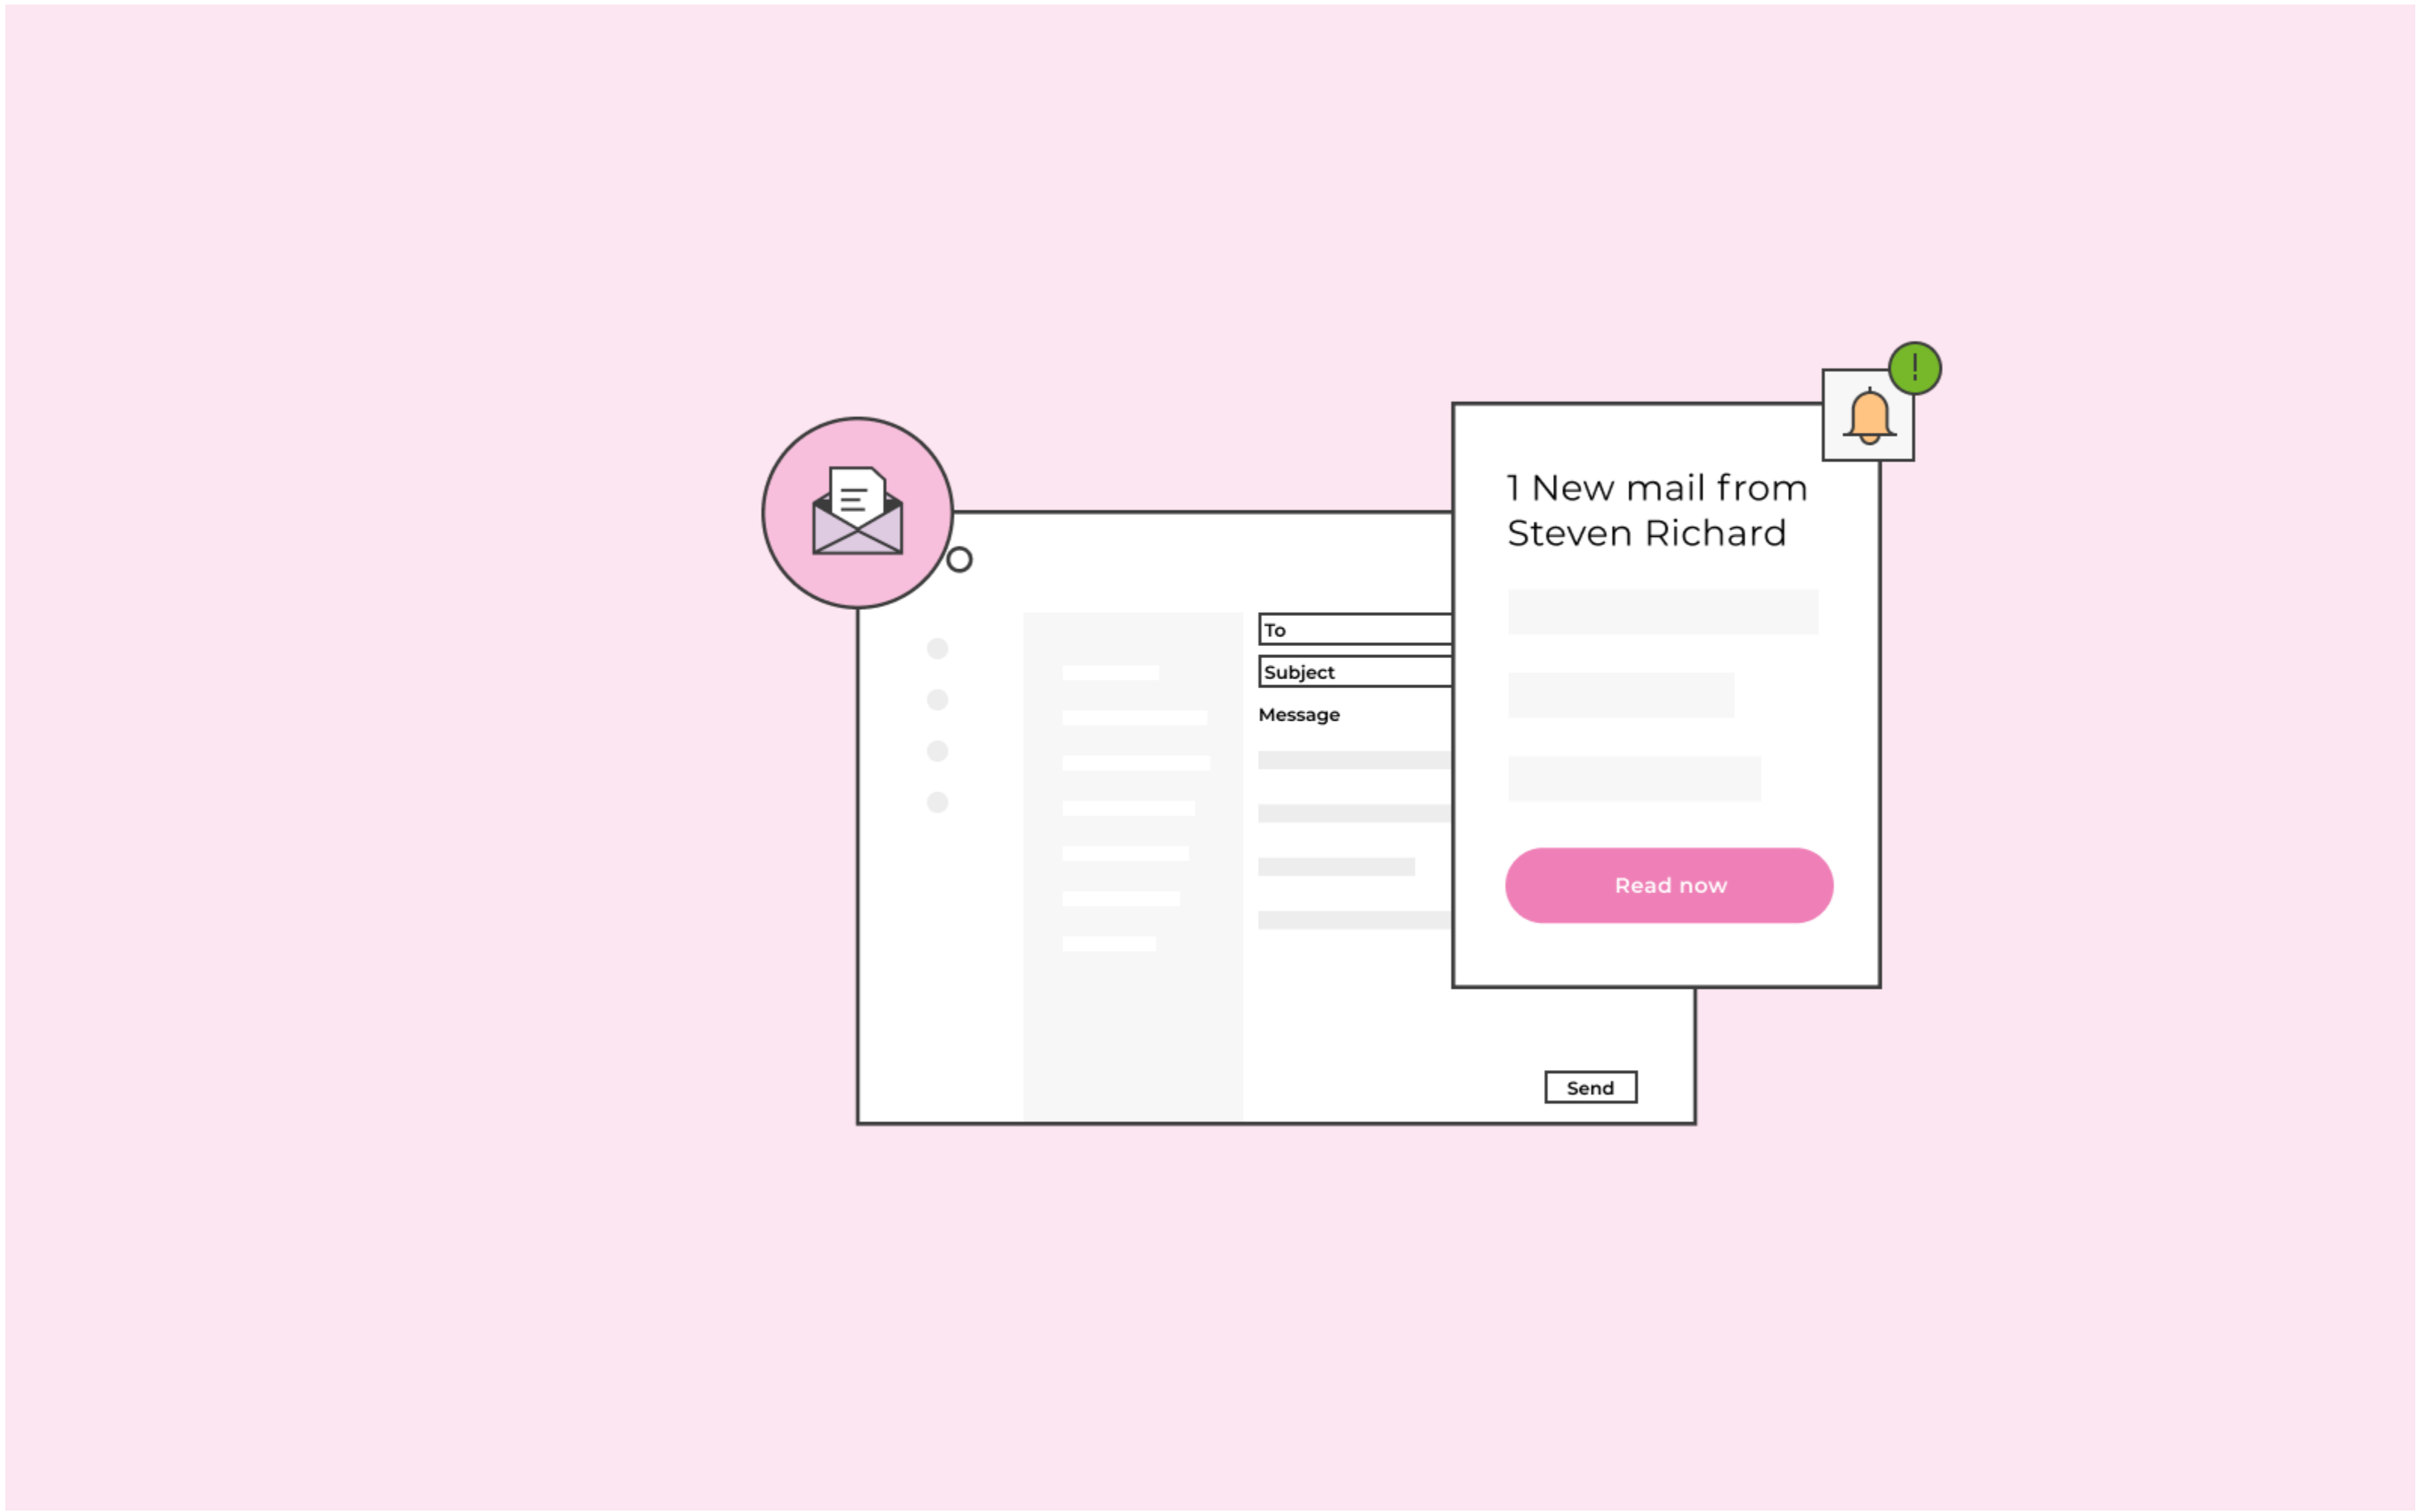 1 New mail from
Steven Richard
To
Subject
Message
Read now
Send
!